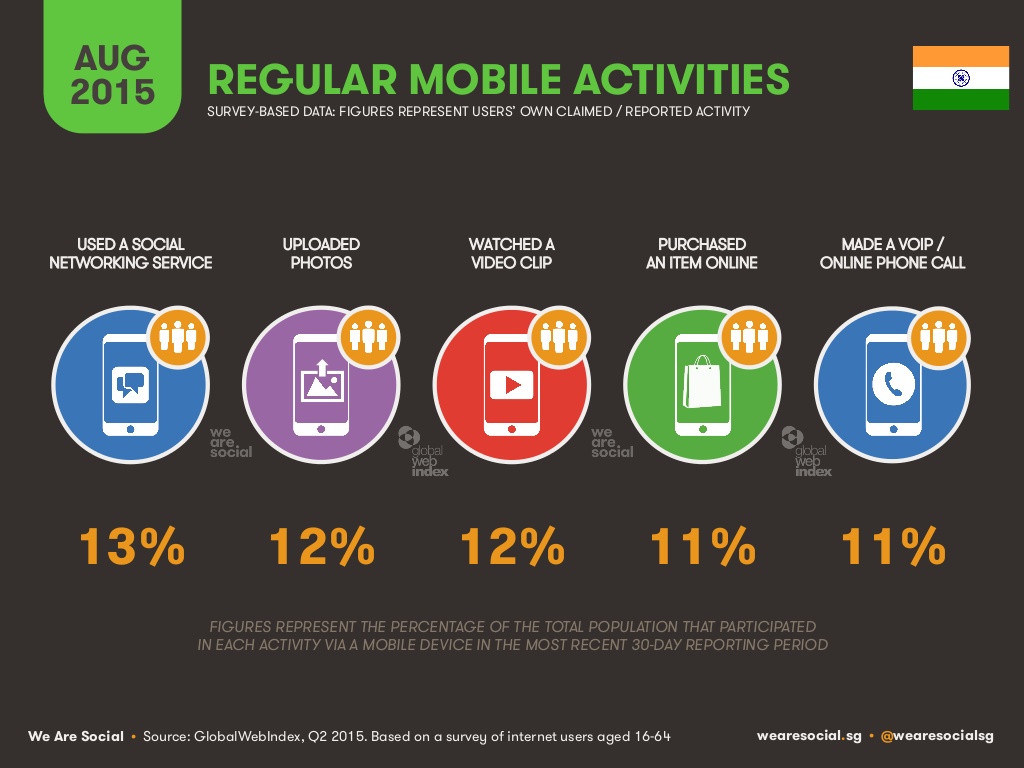 AUG
2015
REGULAR MOBILE ACTIVITIES
SURVEY-BASED DATA: FIGURES REPRESENT USERS’ OWN CLAIMED / REPORTED ACTIVITY
USED A SOCIAL
NETWORKING SERVICE
UPLOADED
PHOTOS
WATCHED A
VIDEO CLIP
PURCHASED
AN ITEM ONLINE
MADE A VOIP /
ONLINE PHONE CALL
we
are
social
global
web
index
we
are
social
global
web
index
13%
12%
12%
11%
11%
FIGURES REPRESENT THE PERCENTAGE OF THE TOTAL POPULATION THAT PARTICIPATED
IN EACH ACTIVITY VIA A MOBILE DEVICE IN THE MOST RECENT 30-DAY REPORTING PERIOD
We Are Social • Source: GlobalWebIndex, Q2 2015. Based on a survey of internet users aged 16-64
wearesocial.sg • @wearesocialsg